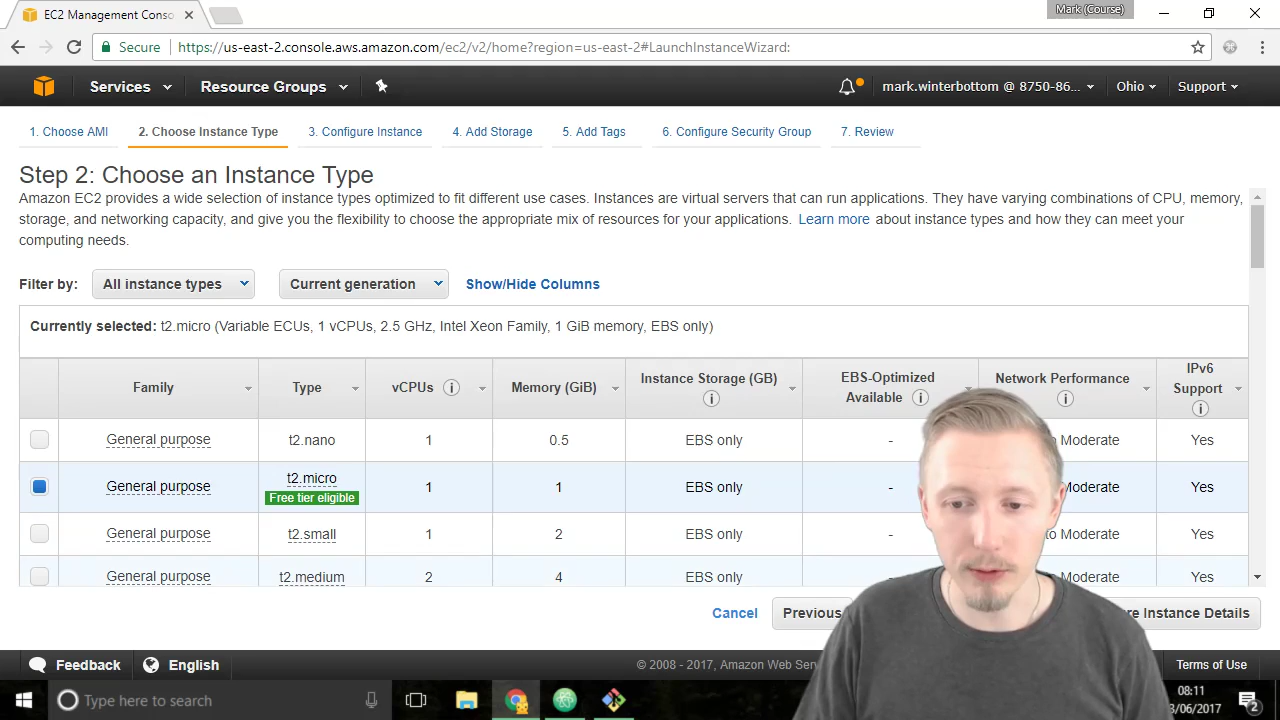 EC2 Management Conso
Mark (Course)
Secure
https://us-east-2.console.aws.amazon.com/ec2/v2/home?region=us-east-2#LaunchInstanceWizard:
Services
Resource Groups
mark.winterbottom @ 8750-86...
Ohio
Support
1. Choose AMI
2. Choose Instance Type
3. Configure Instance
4. Add Storage
5. Add Tags
6. Configure Security Group
7. Review
Step 2: Choose an Instance Type
Amazon EC2 provides a wide selection of instance types optimized to fit different use cases. Instances are virtual servers that can run applications. They have varying combinations of CPU, memory,
storage, and networking capacity, and give you the flexibility to choose the appropriate mix of resources for your applications. Learn more about instance types and how they can meet your
computing needs.
Filter by: All instance types Current generation Show/Hide Columns
Currently selected: t2.micro (Variable ECUs, 1 vCPUs, 2.5 GHz, Intel Xeon Family, 1 GiB memory, EBS only)
Family
Type
vCPUs
Memory (GiB)
Instance Storage (GB)
EBS-Optimized
Available
Network Performance
IPv6
Support
General purpose t2.nano 1 0.5 EBS only - Moderate Yes
General purpose t2.micro 1 1 EBS only - Moderate Yes
Free tier eligible
General purpose t2.small 1 2 EBS only - to Moderate Yes
General purpose t2.medium 2 4 EBS only Moderate Yes
Cancel
Previous
Instance Details
Feedback
English
© 2008 - 2017, Amazon Web Serv
Terms of Use
Type here to search
08:11
3/06/2017
2